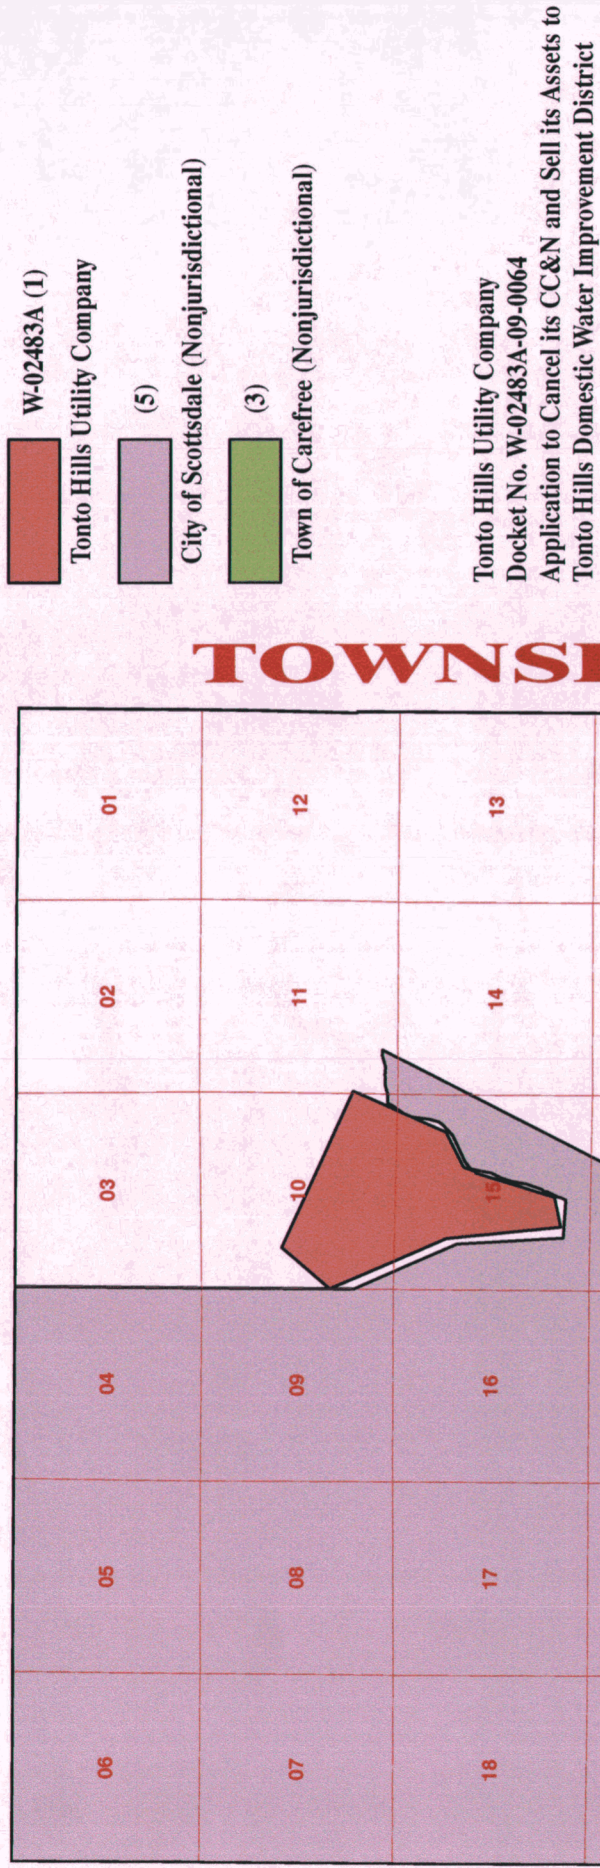 W-02483A (1)
Tonto Hills Utility Company
(5)
City of Scottsdale (Nonjurisdictional)
(3)
Town of Carefree (Nonjurisdictional)
Tonto Hills Utility Company
Docket No. W-02483A-09-0064
Application to Cancel its CC&N and Sell its Assets to
Tonto Hills Domestic Water Improvement District
TOWNS
06 05 04 03 02 01
07 08 09 10 11 12
18 17 16 15 14 13